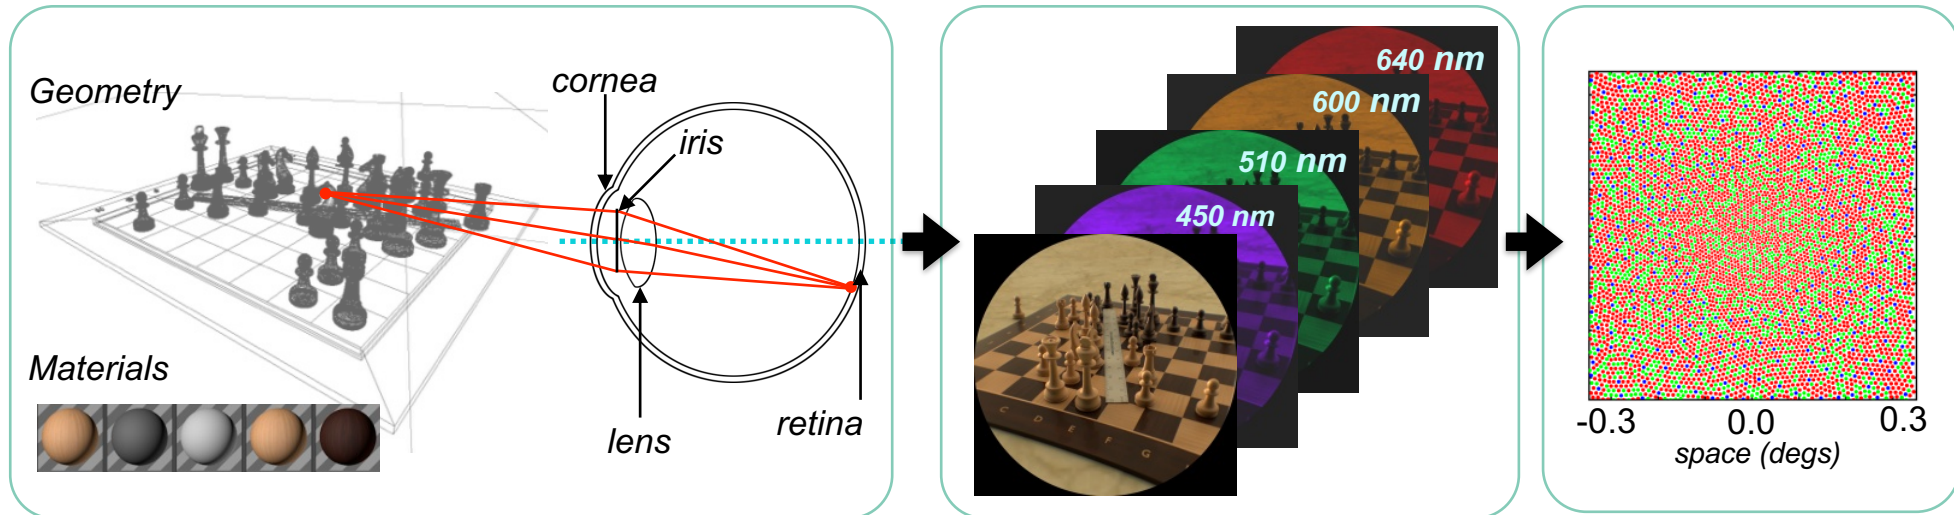 Geometry
cornea
iris
Materials
lens
retina
640 nm
600 nm
510 nm
450 nm
C D E F G
-0.3 0.0 0.3
space (degs)